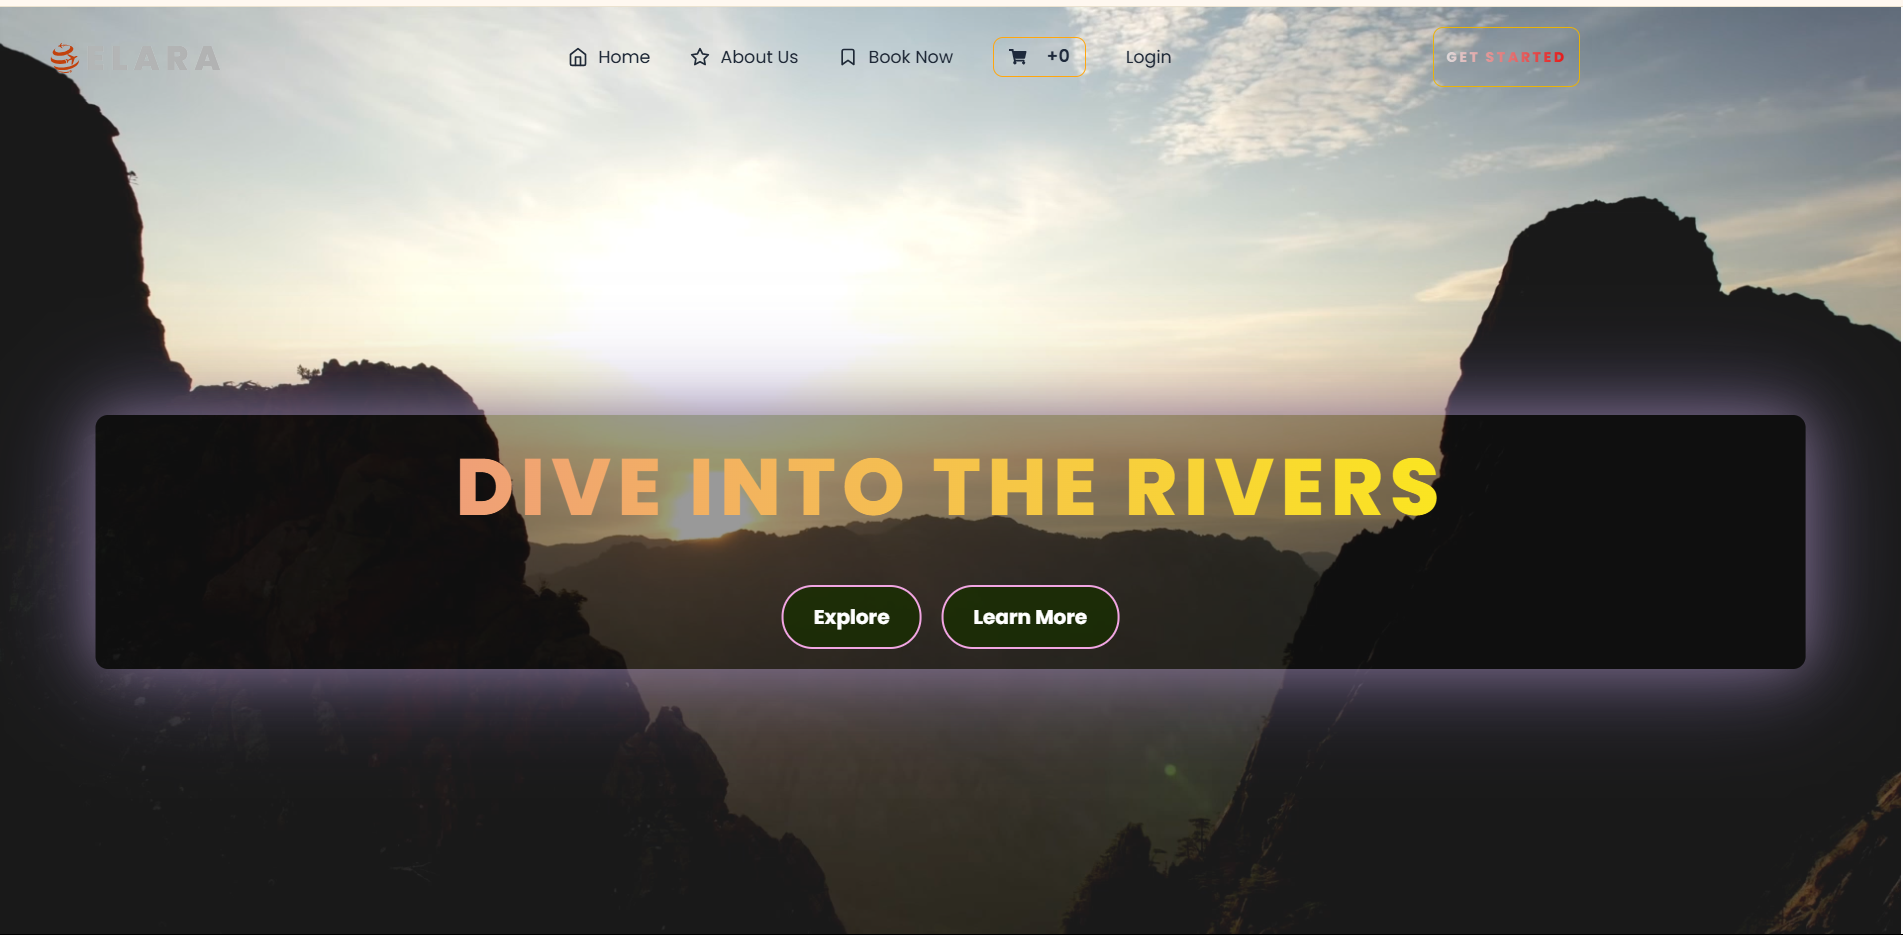 ELARA
Home
About Us
Book Now
+0
Login
GET STARTED
DIVE INTO THE RIVERS
Explore
Learn More